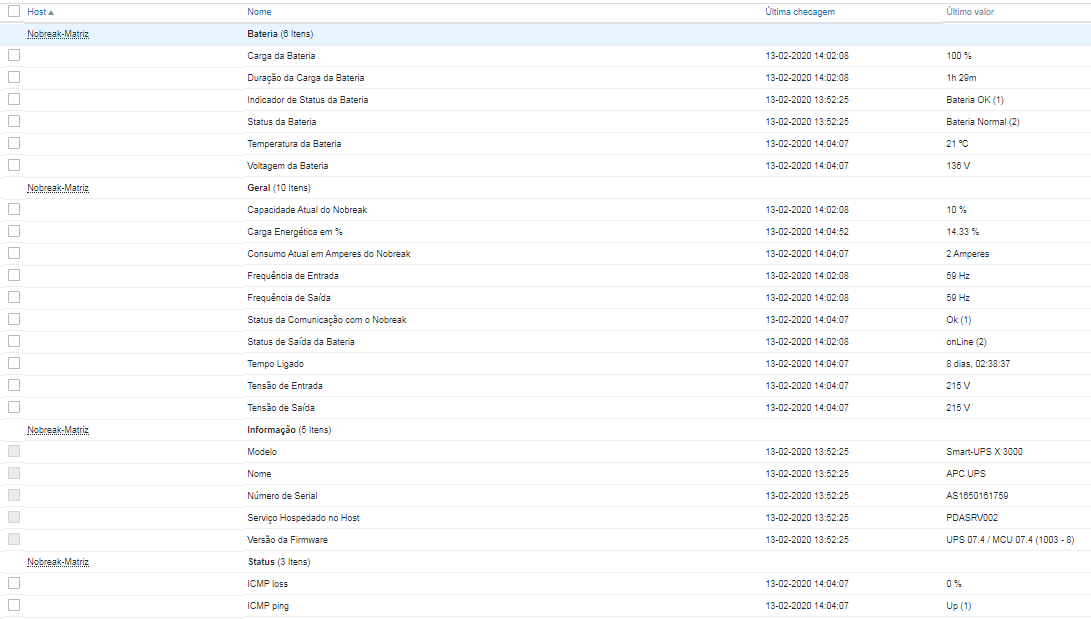 Host▲ Nome Última checagem Último valor
Nobreak-Matriz Bateria (6 Itens)
Carga da Bateria 13-02-2020 14:02:08 100 %
Duração da Carga da Bateria 13-02-2020 14:02:08 1h 29m
Indicador de Status da Bateria 13-02-2020 13:52:25 Bateria OK (1)
Status da Bateria 13-02-2020 13:52:25 Bateria Normal (2)
Temperatura da Bateria 13-02-2020 14:04:07 21 ºC
Voltagem da Bateria 13-02-2020 14:04:07 136 V
Nobreak-Matriz Geral (10 Itens)
Capacidade Atual do Nobreak 13-02-2020 14:02:08 10 %
Carga Energética em % 13-02-2020 14:04:52 14.33 %
Consumo Atual em Amperes do Nobreak 13-02-2020 14:04:07 2 Amperes
Frequência de Entrada 13-02-2020 14:02:08 59 Hz
Frequência de Saída 13-02-2020 14:02:08 59 Hz
Status da Comunicação com o Nobreak 13-02-2020 14:04:07 Ok (1)
Status de Saída da Bateria 13-02-2020 14:02:08 onLine (2)
Tempo Ligado 13-02-2020 14:04:07 8 dias, 02:38:37
Tensão de Entrada 13-02-2020 14:04:07 215 V
Tensão de Saída 13-02-2020 14:04:07 215 V
Nobreak-Matriz Informação (5 Itens)
Modelo 13-02-2020 13:52:25 Smart-UPS X 3000
Nome 13-02-2020 13:52:25 APC UPS
Número de Serial 13-02-2020 13:52:25 AS1650161759
Serviço Hospedado no Host 13-02-2020 13:52:25 PDASRV002
Versão da Firmware 13-02-2020 13:52:25 UPS 07.4 / MCU 07.4 (1003 - 8)
Nobreak-Matriz Status (3 Itens)
ICMP loss 13-02-2020 14:04:07 0 %
ICMP ping 13-02-2020 14:04:07 Up (1)